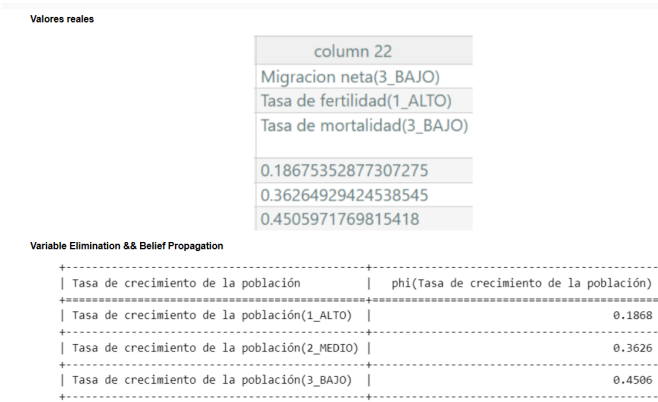 Valores reales
column 22
Migracion neta(3_BAJO)
Tasa de fertilidad(1_ALTO)
Tasa de mortalidad(3_BAJO)
0.18675352877307275
0.36264929424538545
0.4505971769815418
Variable Elimination && Belief Propagation
| Tasa de crecimiento de la población | phi(Tasa de crecimiento de la población)
| Tasa de crecimiento de la población(1_ALTO) | 0.1868
| Tasa de crecimiento de la población(2_MEDIO) | 0.3626
| Tasa de crecimiento de la población(3_BAJO) | 0.4506